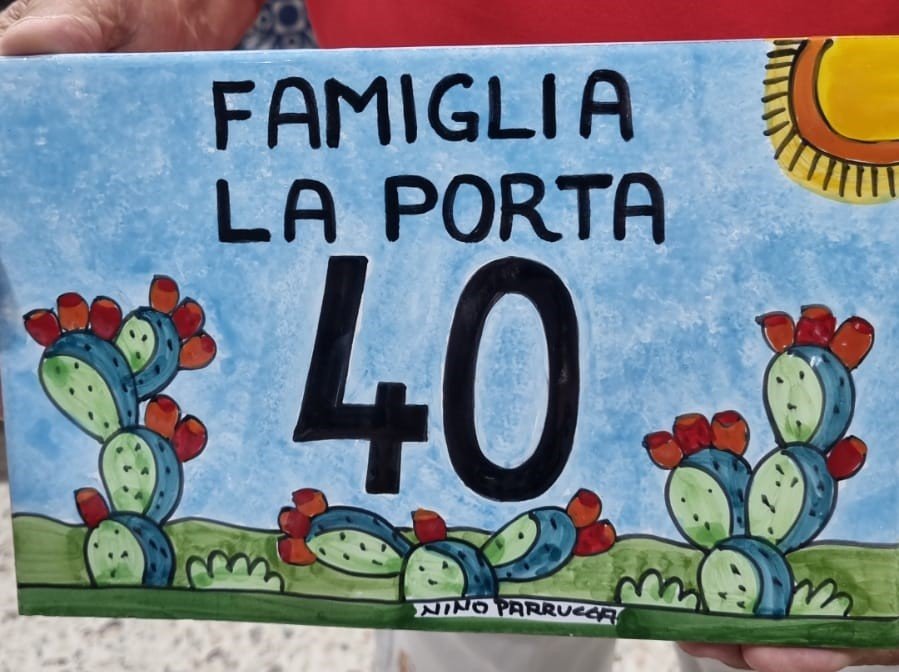 FAMIGLIA
LA PORTA
40
NINO PARRUCCA